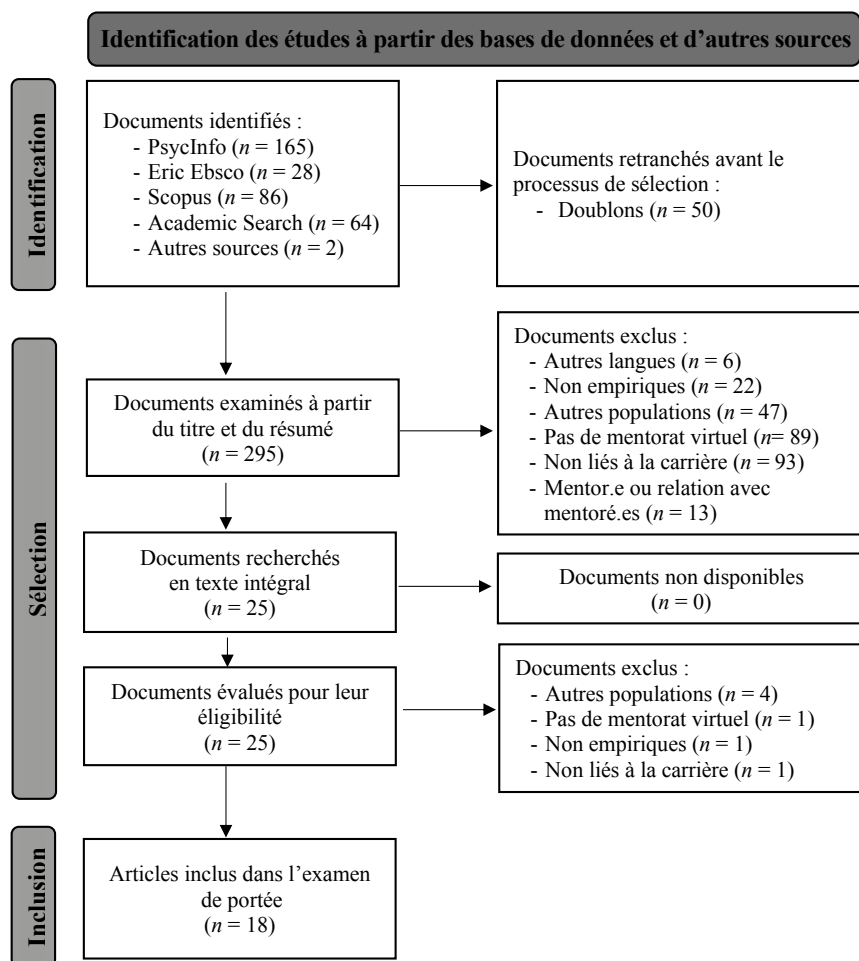 Identification des études à partir des bases de données et d'autres sources
Identification
Documents identifiés :
- PsycInfo (n = 165)
- Eric Ebsco (n = 28)
- Scopus (n = 86)
- Academic Search (n = 64)
- Autres sources (n = 2)
Documents retranchés avant le
processus de sélection :
- Doublons (n = 50)
Sélection
Documents examinés à partir
du titre et du résumé
(n = 295)
Documents exclus :
- Autres langues (n = 6)
- Non empiriques (n = 22)
- Autres populations (n = 47)
- Pas de mentorat virtuel (n= 89)
- Non liés à la carrière (n = 93)
- Mentor.e ou relation avec
mentoré.es (n = 13)
Documents recherchés
en texte intégral
(n = 25)
Documents non disponibles
(n = 0)
Documents évalués pour leur
éligibilité
(n = 25)
Documents exclus :
- Autres populations (n = 4)
- Pas de mentorat virtuel (n = 1)
- Non empiriques (n = 1)
- Non liés à la carrière (n = 1)
Inclusion
Articles inclus dans l'examen
de portée
(n = 18)